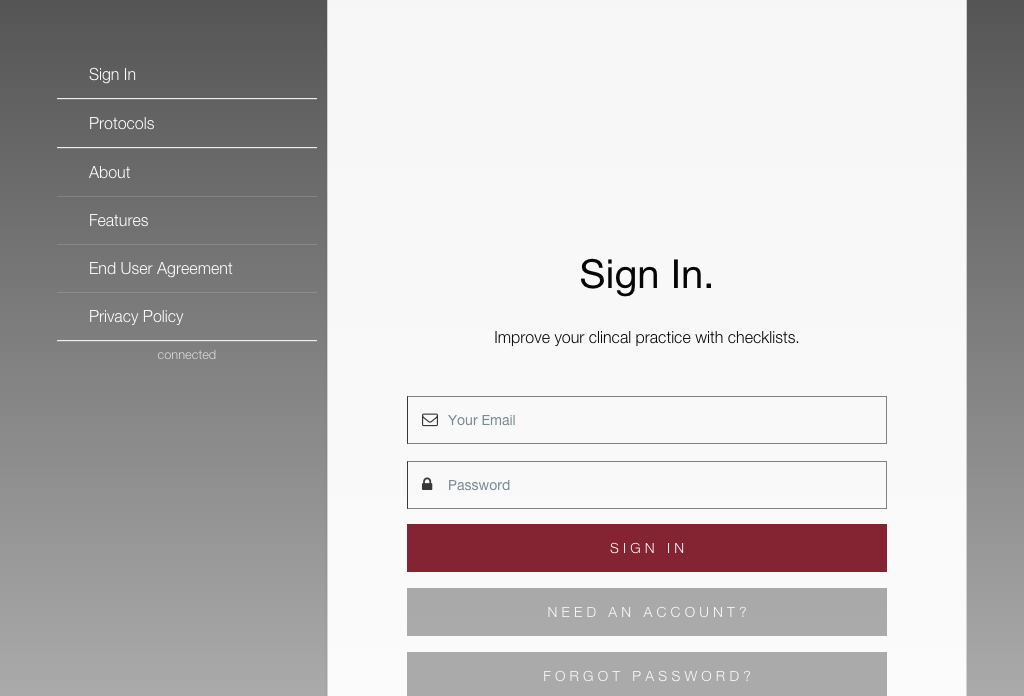 Sign In
Protocols
About
Features
End User Agreement
Privacy Policy
connected
Sign In.
Improve your clincal practice with checklists.
Your Email
Password
SIGN IN
NEED AN ACCOUNT?
FORGOT PASSWORD?